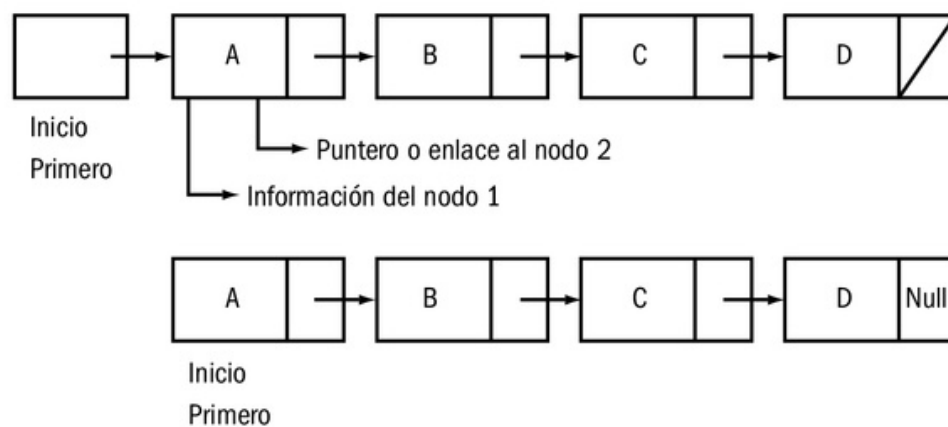 A B C D
Inicio
Primero
Puntero o enlace al nodo 2
Información del nodo 1
A B C D Null
Inicio
Primero